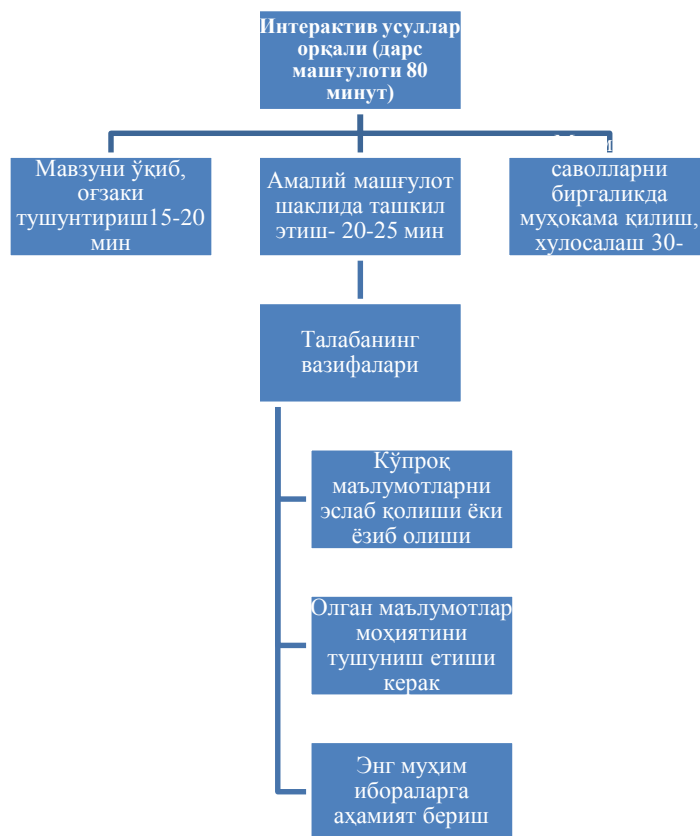 Интерактив усуллар
орқали (дарс
машғулоти 80
минут)
Мавзуни ўқиб,
оғзаки
тушунтириш15-20
мин
Амалий машғулот
шаклида ташкил
этиш- 20-25 мин
саволларни
биргаликда
муҳокама қилиш,
хулосалаш 30-
Талабанинг
вазифалари
Кўпроқ
маълумотларни
эслаб қолиши ёки
ёзиб олиши
Олган маълумотлар
моҳиятини
тушуниш етиши
керак
Энг муҳим
ибораларга
аҳамият бериш